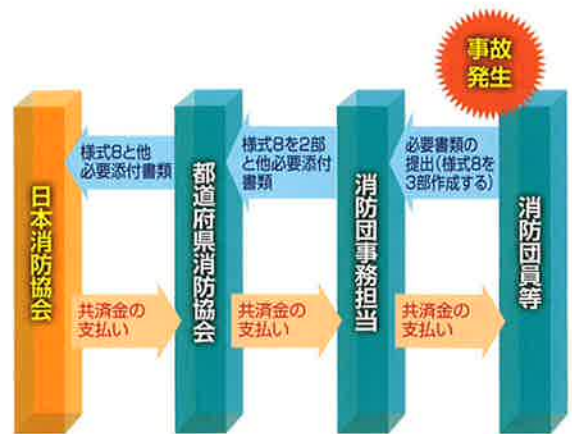 事故
発生
様式8と他
必要添付書類
様式8を2部
と他必要添付
書類
必要書類の
提出(様式8を
3部作成する)
日本消防協会
都道府県消防協会
消防団事務担当
消防団員等
共済金の
支払い
共済金の
支払い
共済金の
支払い